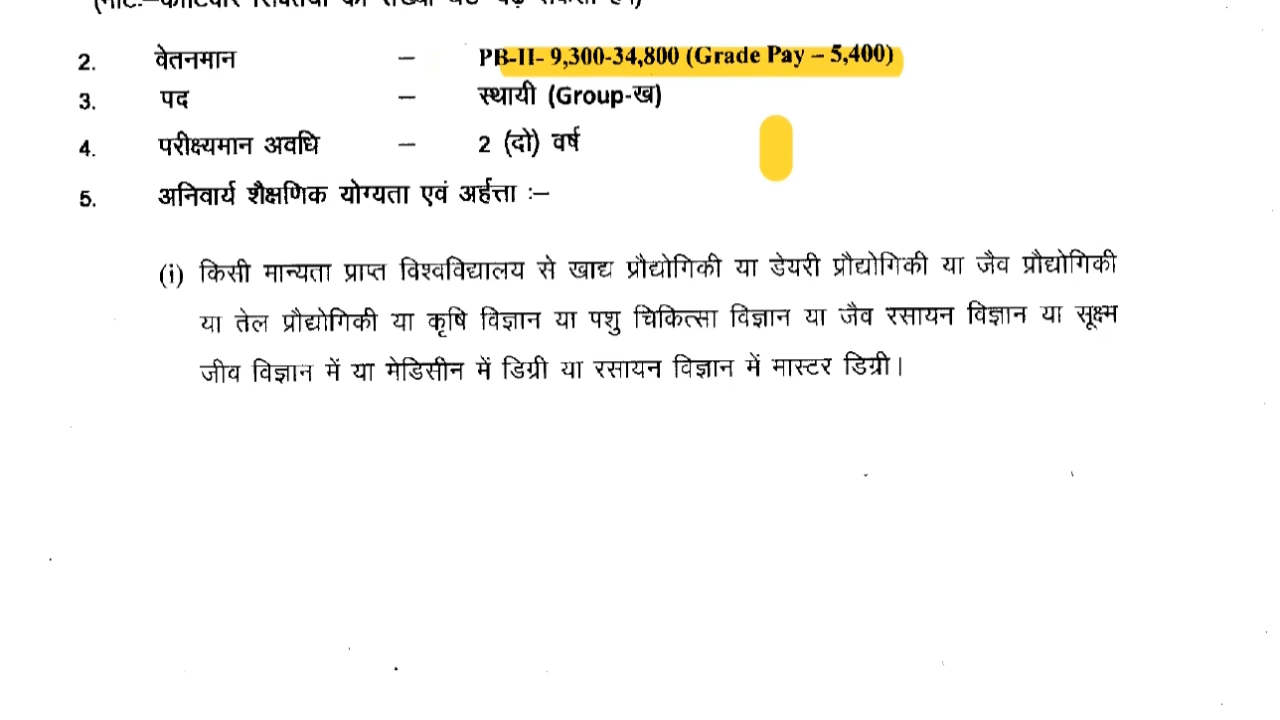 2. वेतनमान – PB-II- 9,300-34,800 (Grade Pay – 5,400)
3. पद – स्थायी (Group-ख)
4. परीक्ष्यमान अवधि – 2 (दो) वर्ष
5. अनिवार्य शैक्षणिक योग्यता एवं अर्हत्ता :–
(i) किसी मान्यता प्राप्त विश्वविद्यालय से खाद्य प्रौद्योगिकी या डेयरी प्रौद्योगिकी या जैव प्रौद्योगिकी
या तेल प्रौद्योगिकी या कृषि विज्ञान या पशु चिकित्सा विज्ञान या जैव रसायन विज्ञान या सूक्ष्म
जीव विज्ञान में या मेडिसीन में डिग्री या रसायन विज्ञान में मास्टर डिग्री।